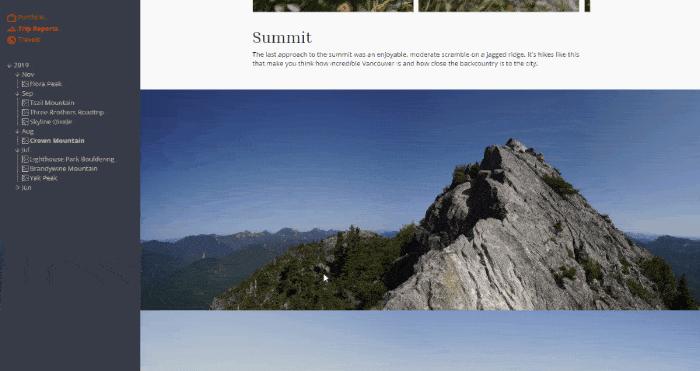 Portfolio
Trip Reports
Travels
2019
Nov
Flora Peak
Sep
Trail Mountain
Three Brothers Roadtrip
Skyline Divide
Aug
Crown Mountain
Jul
Lighthouse Park Bouldering
Brandywine Mountain
Yak Peak
Jun
Summit
The last approach to the summit was an enjoyable, moderate scramble on a jagged ridge. It's hikes like this
that make you think how incredible Vancouver is and how close the backcountry is to the city.